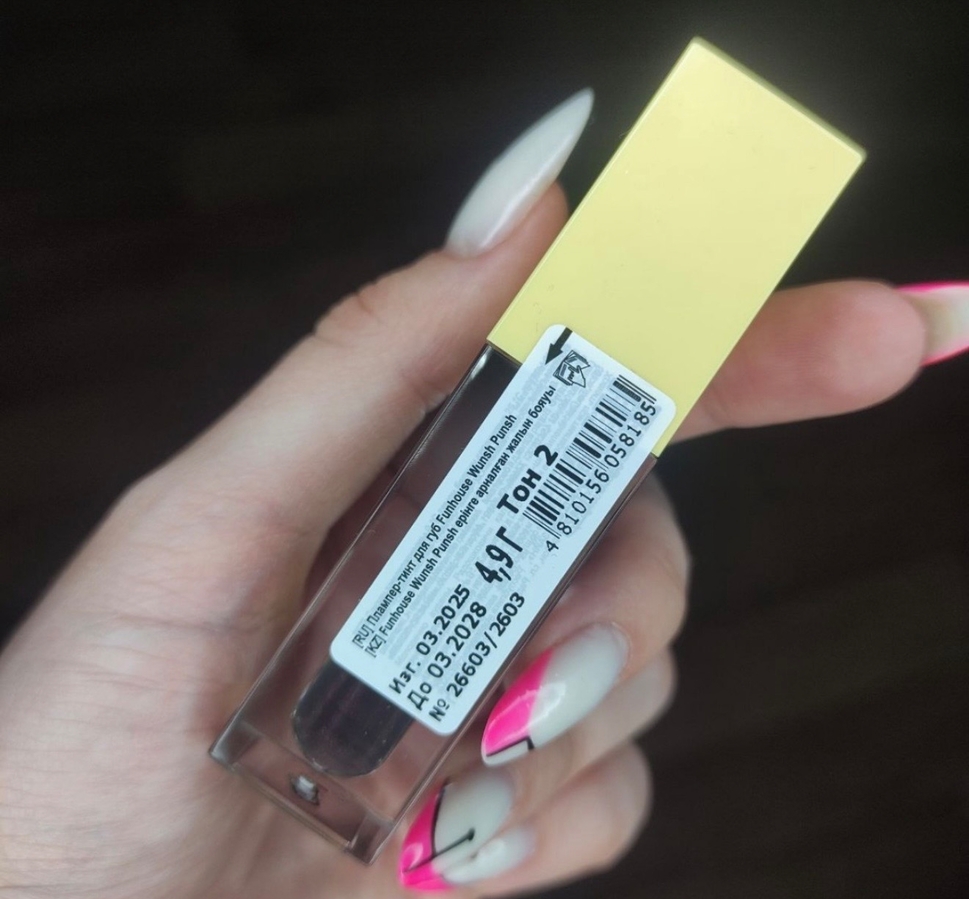 [RU] Плампер-тинт для губ Funhouse Wunsh Punsh
[KZ] Funhouse Wunsh Punsh ерінге арналған жалын бояуы
Изг. 03.2025
До 03.2028
4,9г Тон 2
№ 26603/2603
4 810156 058185